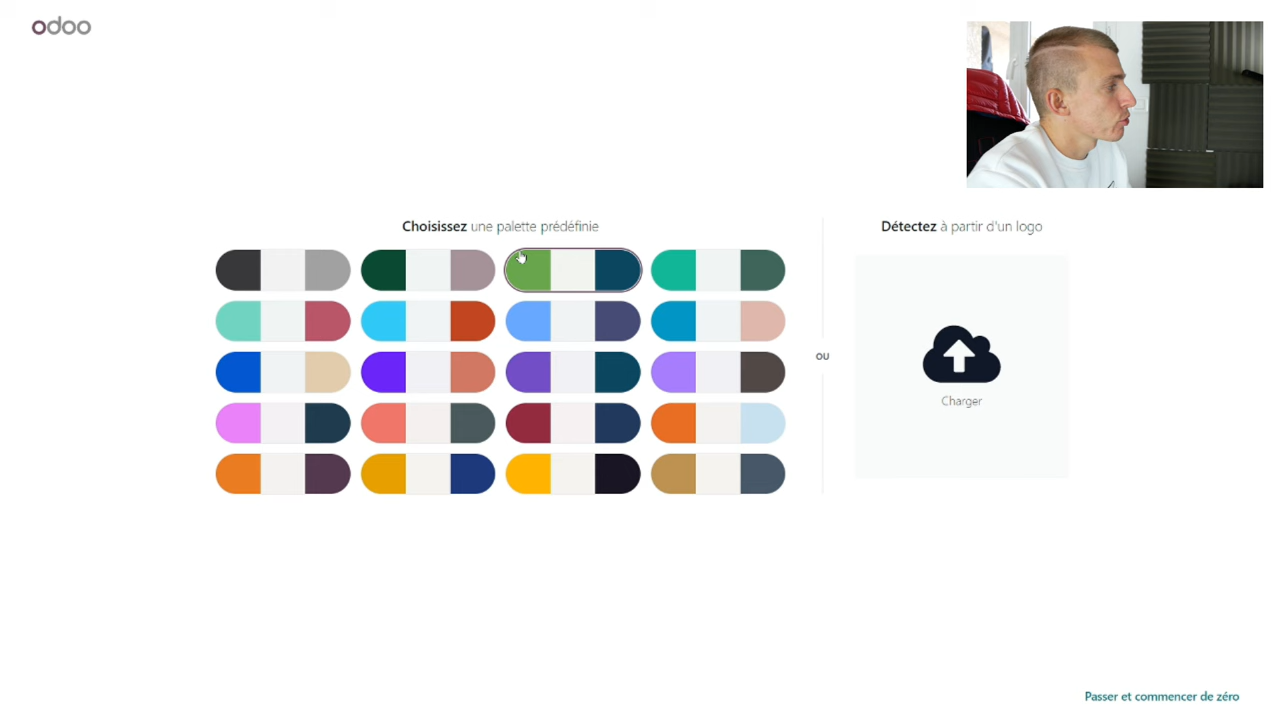 odoo
Choisissez une palette prédéfinie
Détectez à partir d'un logo
OU
Charger
Passer et commencer de zéro